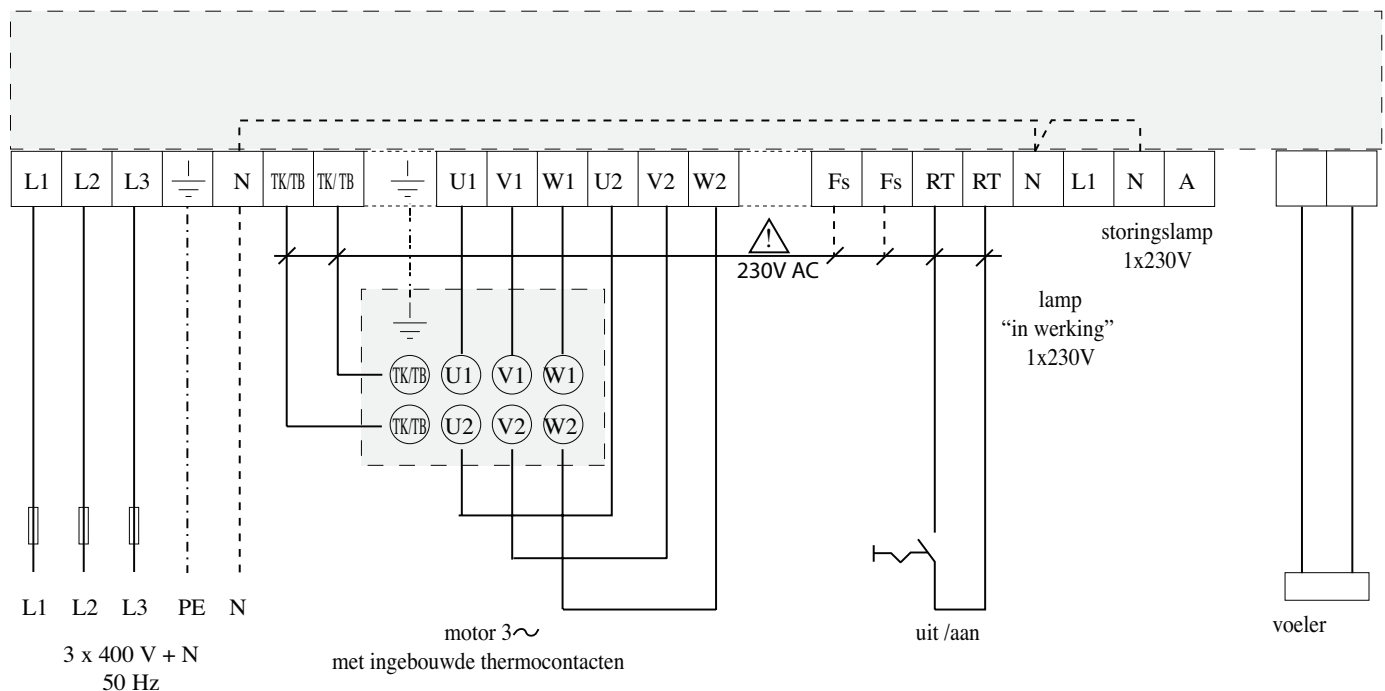 L1 L2 L3 N TK/TB TK/TB U1 V1 W1 U2 V2 W2 Fs Fs RT RT N L1 N A
storingslamp
1x230V
!
230V AC
lamp
“in werking”
1x230V
TK/TB U1 V1 W1
TK/TB U2 V2 W2
L1 L2 L3 PE N
3 x 400 V + N
50 Hz
motor 3~
met ingebouwde thermocontacten
uit /aan
voeler